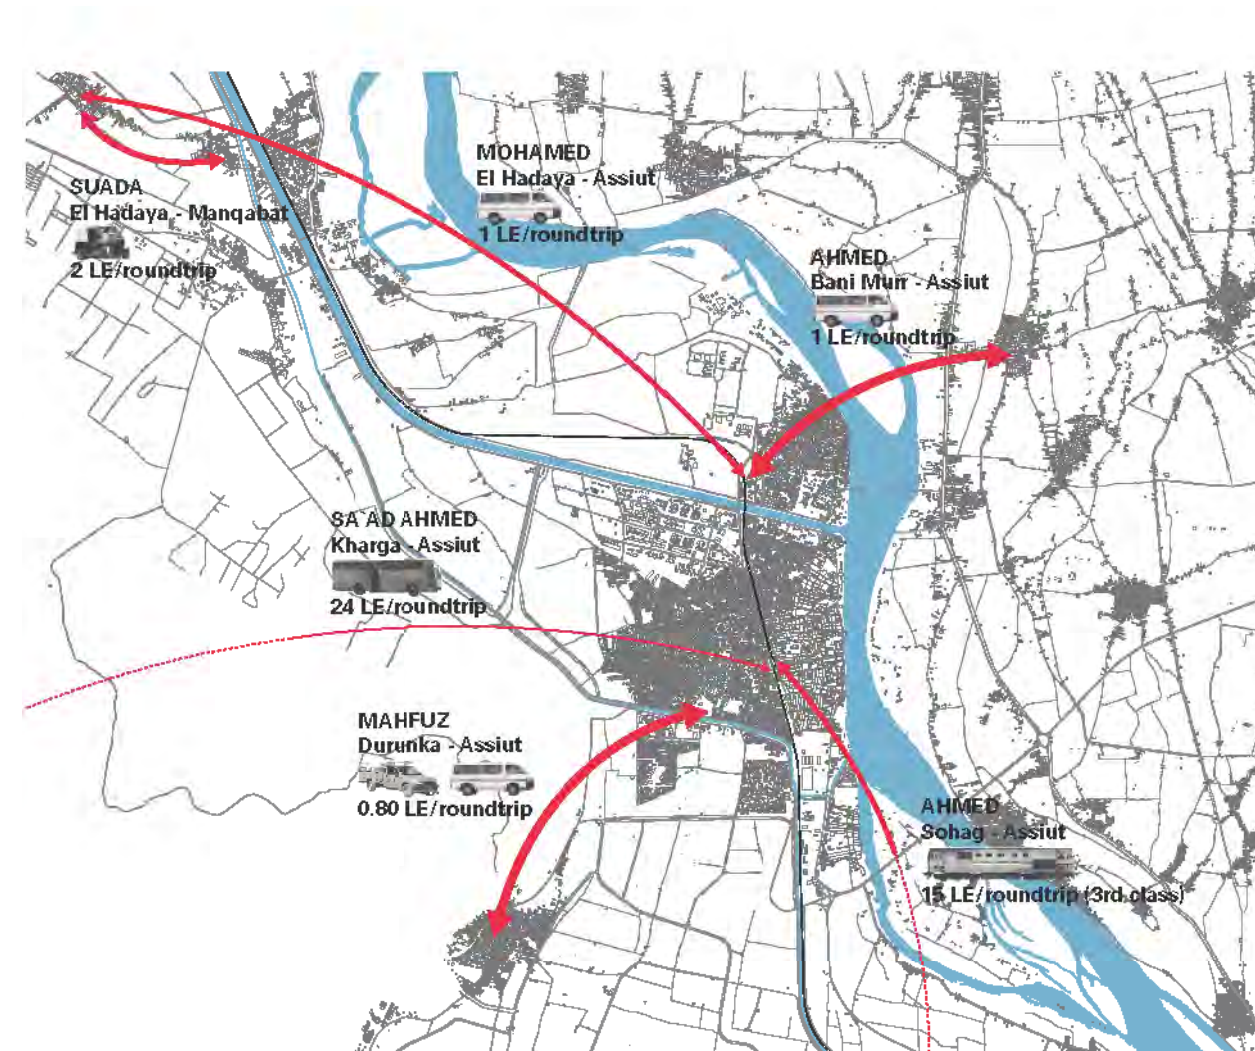 MOHAMED
El Hadaya - Assiut
1 LE/roundtrip
SUADA
El Hadaya - Manqabat
2 LE/roundtrip
AHMED
Bani Murr - Assiut
1 LE/roundtrip
SA'AD AHMED
Kharga - Assiut
24 LE/roundtrip
MAHFUZ
Durunka - Assiut
0.80 LE/roundtrip
AHMED
Sohag - Assiut
15 LE/roundtrip (3rd class)